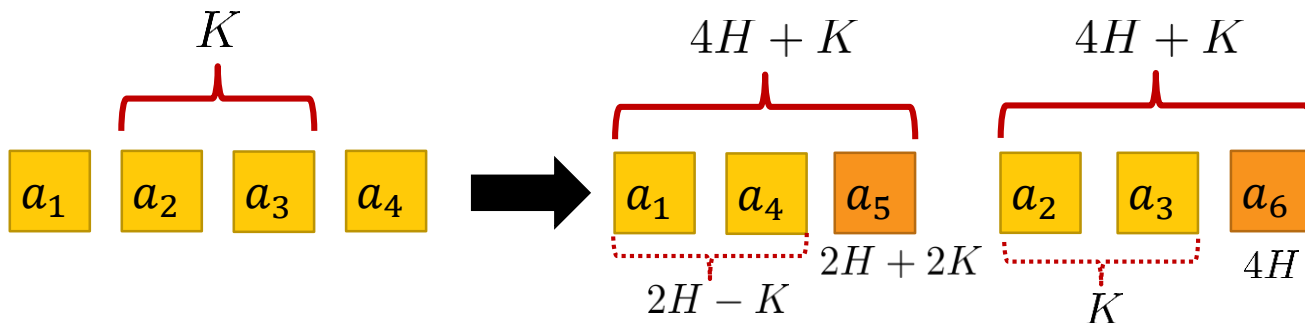 K
4H + K
4H + K
a₁ a₂ a₃ a₄
a₁ a₄ a₅
a₂ a₃ a₆
2H + 2K
4H
2H − K
K